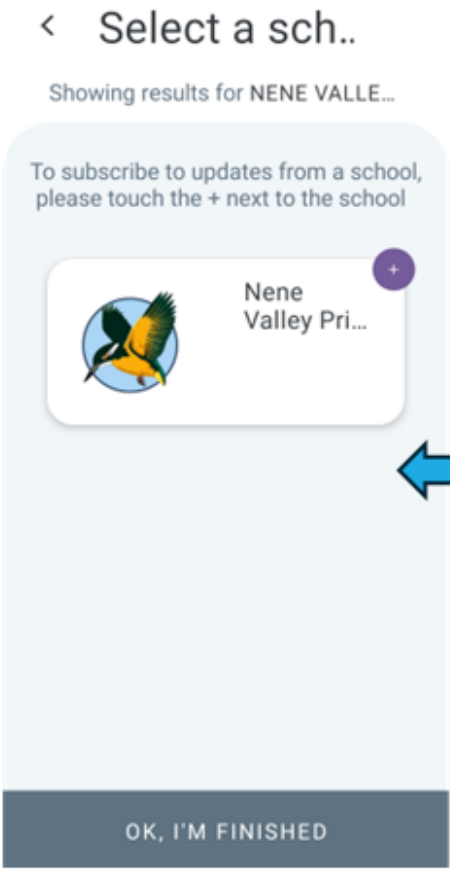 Select a sch..
Showing results for NENE VALLE...
To subscribe to updates from a school,
please touch the + next to the school
+
Nene
Valley Pri...
OK, I'M FINISHED